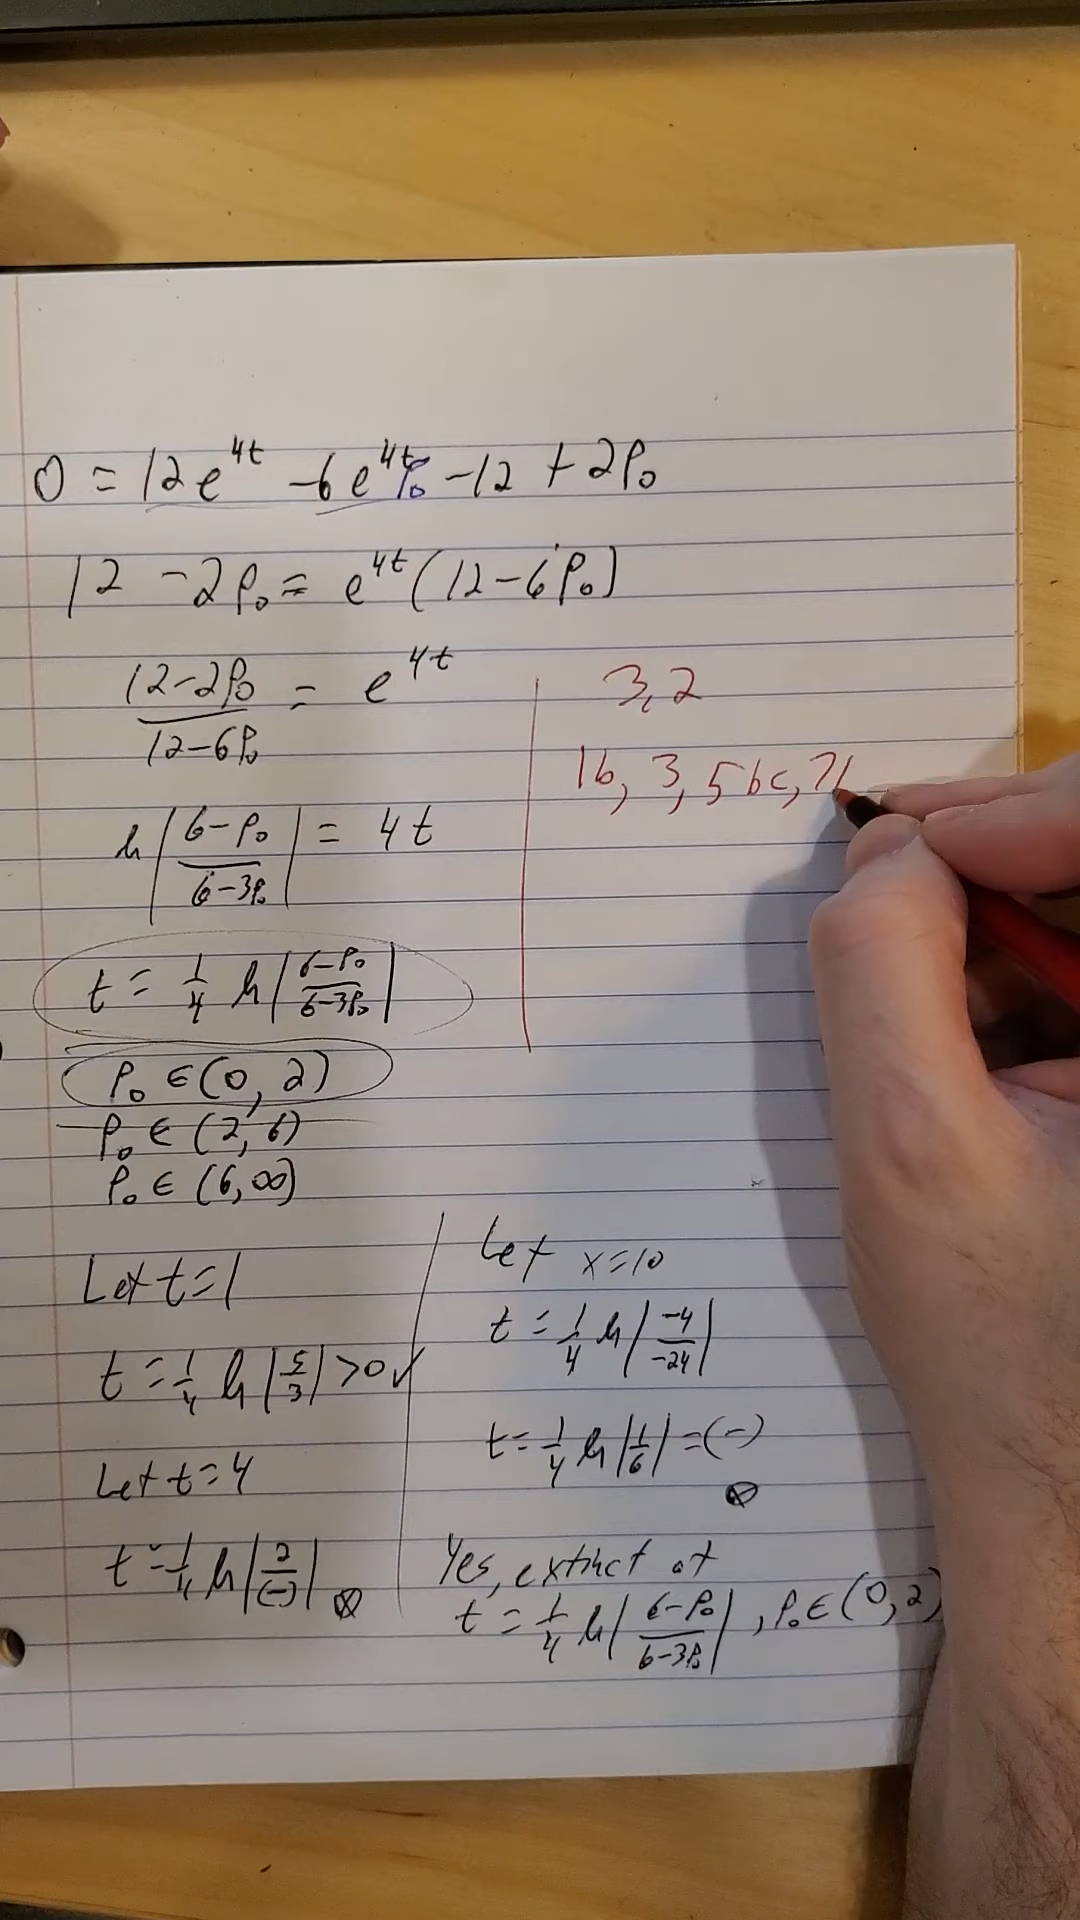 0 = 12e^{4t} - 6e^{4t}P₀ - 12 + 2P₀
12 - 2P₀ = e^{4t}(12 - 6P₀)
(12-2P₀)/(12-6P₀) = e^{4t}
ln|(6-P₀)/(6-3P₀)| = 4t
t = 1/4 ln|(6-P₀)/(6-3P₀)|
P₀ ∈ (0, 2)
P₀ ∈ (2, 6)
P₀ ∈ (6, ∞)
3, 2
1b, 3, 5bc, 7
Let t=1
t = 1/4 ln|5/3| > 0 ✓
Let t=4
t = 1/4 ln|2/(-)| ⊗
Let x=10
t = 1/4 ln|-4/-24|
t = 1/4 ln|1/6| = (-)
⊗
Yes, extinct at
t = 1/4 ln|(6-P₀)/(6-3P₀)|, P₀ ∈ (0, 2)